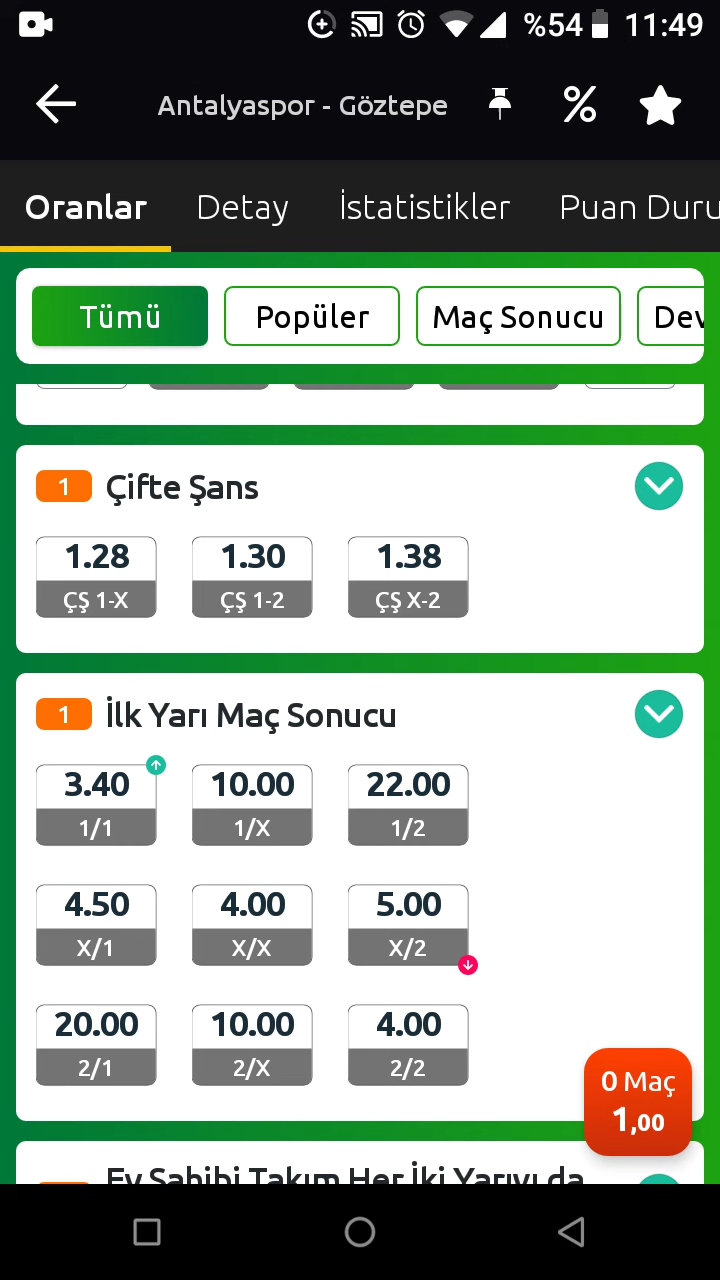 %54 11:49
Antalyaspor - Göztepe %
Oranlar Detay İstatistikler Puan Duru
Tümü Popüler Maç Sonucu Dev
1 Çifte Şans
1.28 1.30 1.38
ÇŞ 1-X ÇŞ 1-2 ÇŞ X-2
1 İlk Yarı Maç Sonucu
3.40 10.00 22.00
1/1 1/X 1/2
4.50 4.00 5.00
X/1 X/X X/2
20.00 10.00 4.00
2/1 2/X 2/2
0 Maç
1,00
Ev Sahibi Takım Her İki Yarıyı da